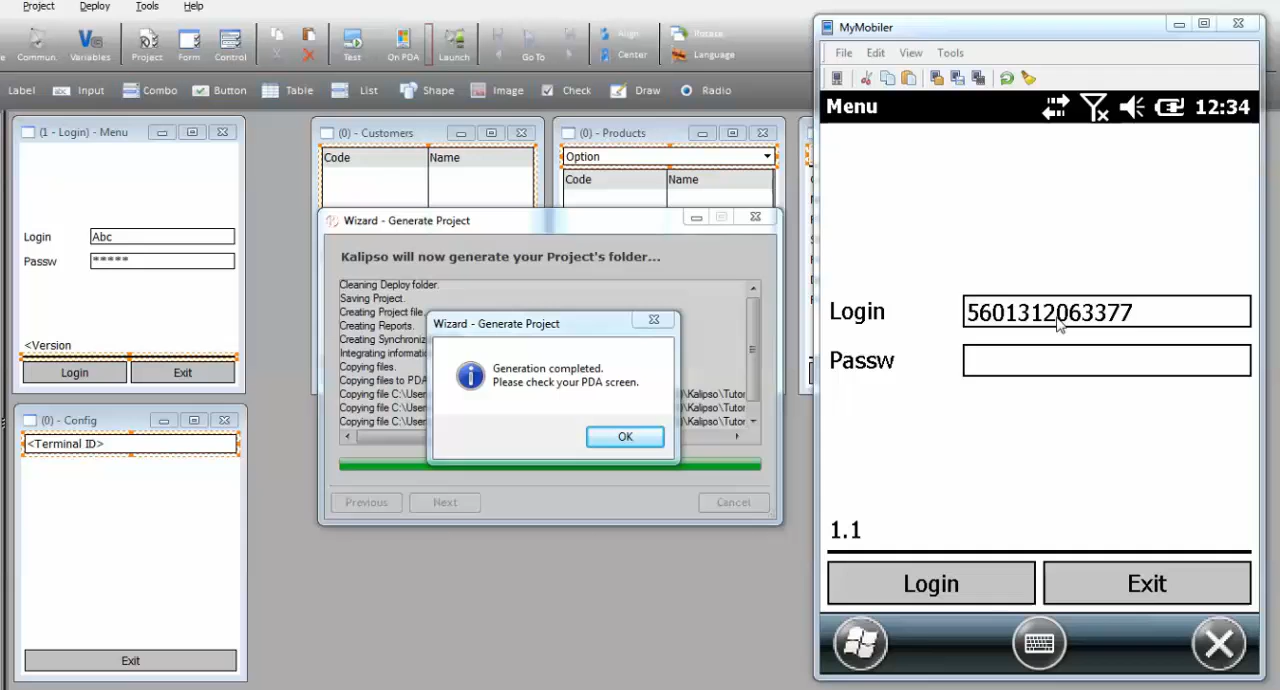 Project Deploy Tools Help
Commun. Variables Project Form Control Test On PDA Launch GoTo Align Center Rotate Language
Label Input Combo Button Table List Shape Image Check Draw Radio
(1 - Login) - Menu
Login Abc
Passw *****
<Version
Login Exit
(0) - Config
<Terminal ID>
Exit
(0) - Customers
Code Name
(0) - Products
Option
Code Name
Wizard - Generate Project
Kalipso will now generate your Project's folder...
Cleaning Deploy folder.
Saving Project.
Creating Project file.
Creating Reports.
Creating Synchroniz
Integrating informatio
Copying files.
Copying files to PDA
Copying file C:\User )\Kalipso\Tutor
Copying file C:\User )\Kalipso\Tutor
Copying file C:\User )\Kalipso\Tutor
Previous Next Cancel
Wizard - Generate Project
Generation completed.
Please check your PDA screen.
OK
MyMobiler
File Edit View Tools
Menu 12:34
Login 5601312063377
Passw
1.1
Login Exit